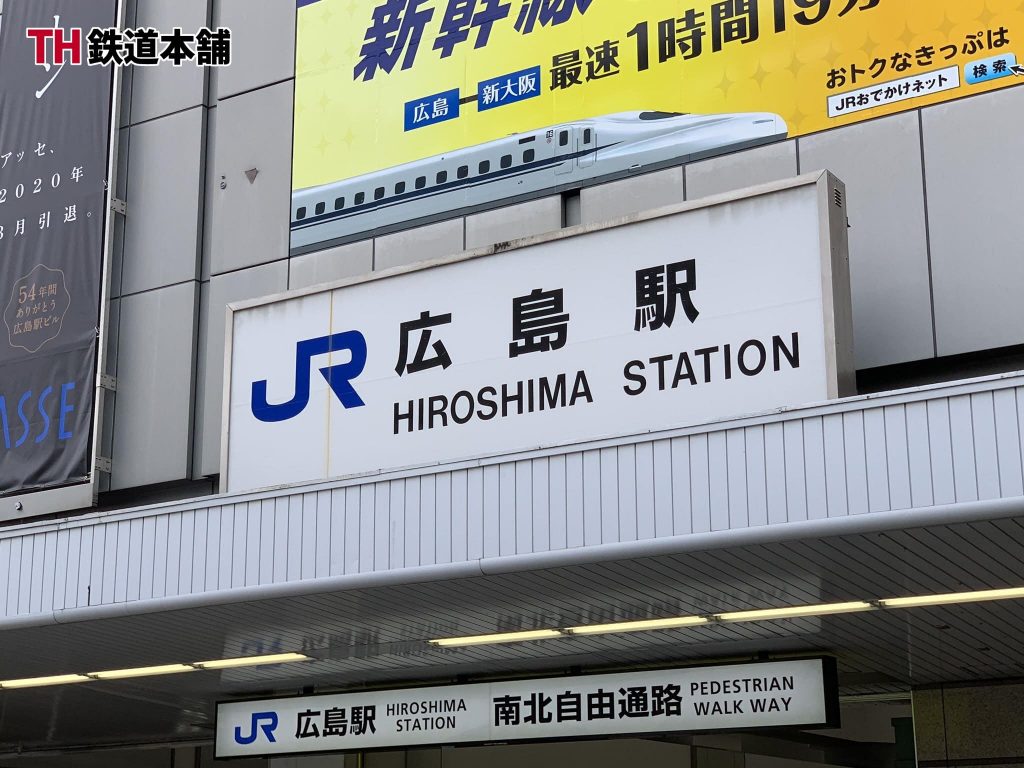 TH鉄道本舗
新幹線
広島 新大阪 最速1時間19分
おトクなきっぷは
JRおでかけネット 検索
アッセ、
2020年
3月引退。
54年間
ありがとう
広島駅ビル
ASSE
JR 広島駅
HIROSHIMA STATION
JR 広島駅 HIROSHIMA STATION 南北自由通路 PEDESTRIAN WALK WAY